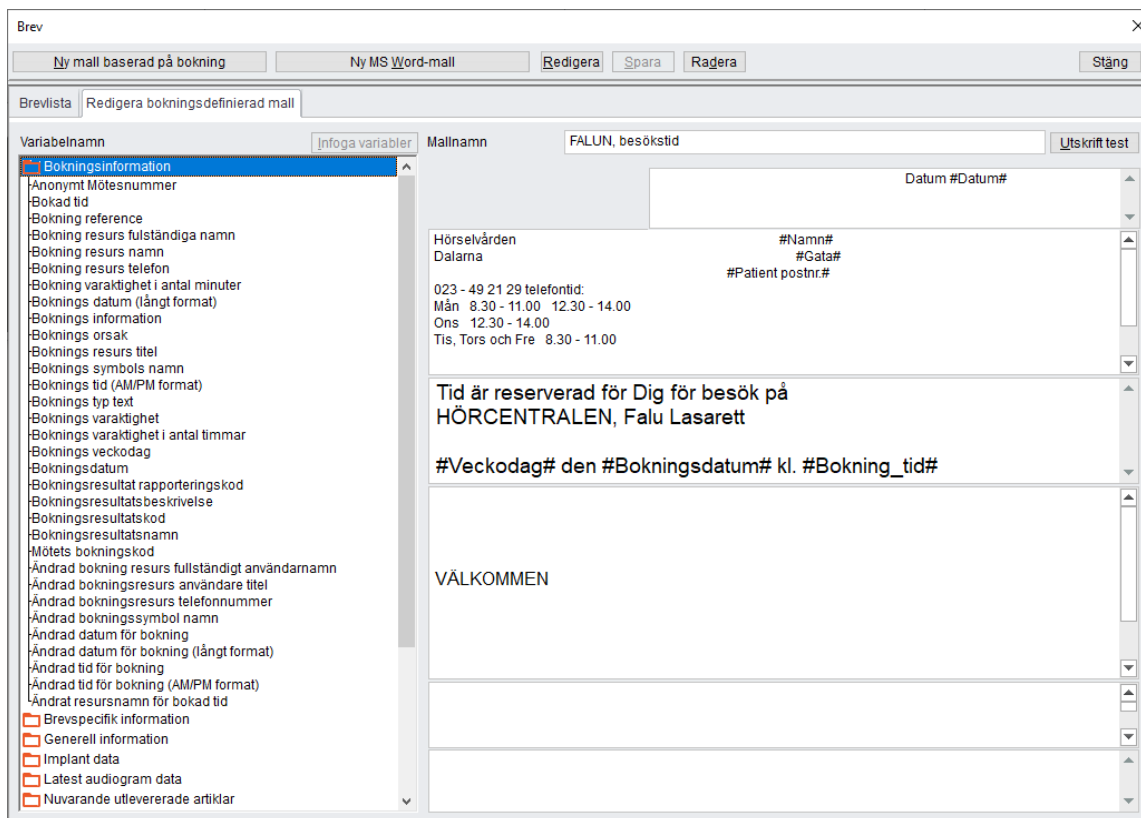 Brev
Ny mall baserad på bokning Ny MS Word-mall Redigera Spara Radera Stäng
Brevlista Redigera bokningsdefinierad mall
Variabelnamn Infoga variabler
Bokningsinformation
Anonymt Mötesnummer
Bokad tid
Bokning reference
Bokning resurs fulständiga namn
Bokning resurs namn
Bokning resurs telefon
Bokning varaktighet i antal minuter
Boknings datum (långt format)
Boknings information
Boknings orsak
Boknings resurs titel
Boknings symbols namn
Boknings tid (AM/PM format)
Boknings typ text
Boknings varaktighet
Boknings varaktighet i antal timmar
Boknings veckodag
Bokningsdatum
Bokningsresultat rapporteringskod
Bokningsresultatsbeskrivelse
Bokningsresultatskod
Bokningsresultatsnamn
Mötets bokningskod
Ändrad bokning resurs fullständigt användarnamn
Ändrad bokningsresurs användare titel
Ändrad bokningsresurs telefonnummer
Ändrad bokningssymbol namn
Ändrad datum för bokning
Ändrad datum för bokning (långt format)
Ändrad tid för bokning
Ändrad tid för bokning (AM/PM format)
Ändrat resursnamn för bokad tid
Brevspecifik information
Generell information
Implant data
Latest audiogram data
Nuvarande utlevererade artiklar
Mallnamn FALUN, besökstid Utskrift test
Datum #Datum#
Hörselvården #Namn#
Dalarna #Gata#
#Patient postnr.#
023 - 49 21 29 telefontid:
Mån 8.30 - 11.00 12.30 - 14.00
Ons 12.30 - 14.00
Tis, Tors och Fre 8.30 - 11.00
Tid är reserverad för Dig för besök på
HÖRCENTRALEN, Falu Lasarett
#Veckodag# den #Bokningsdatum# kl. #Bokning_tid#
VÄLKOMMEN